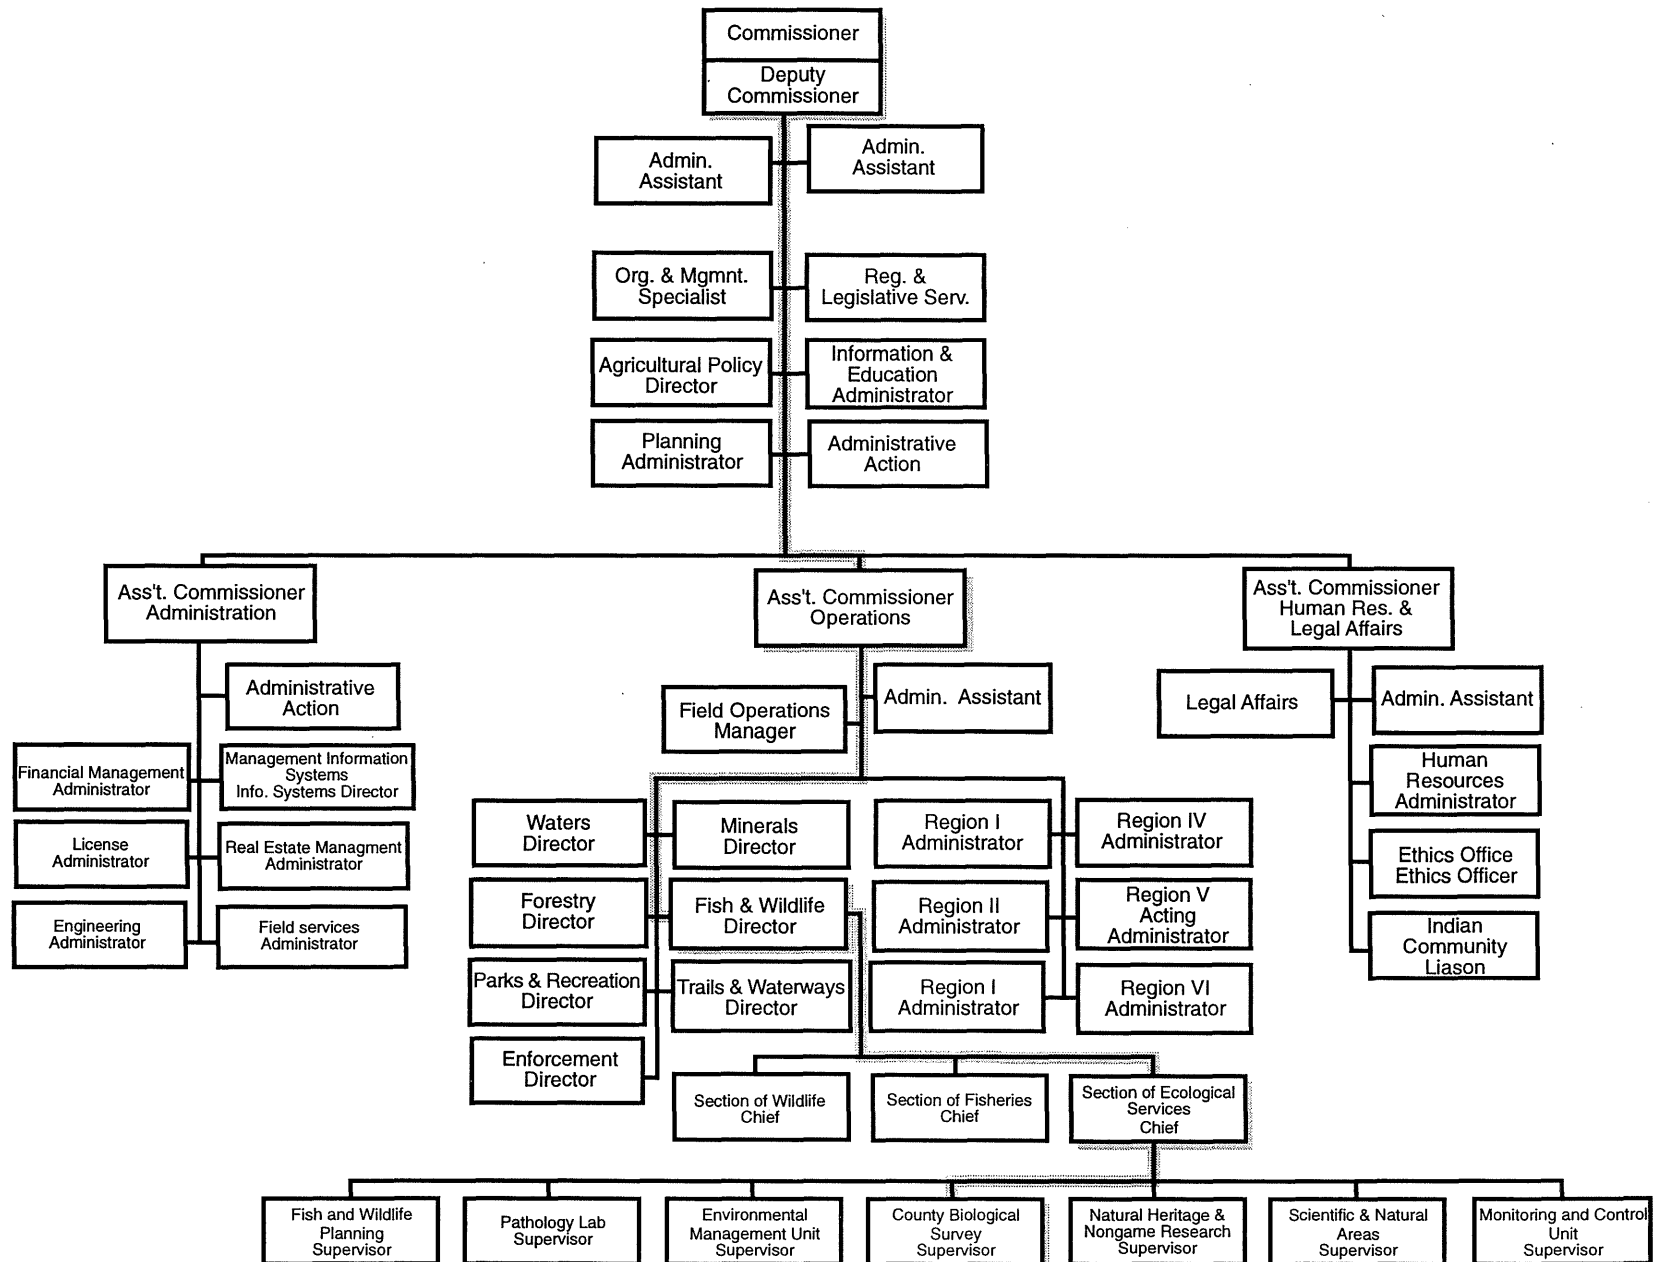 Commissioner
Deputy
Commissioner
Admin.
Assistant
Admin.
Assistant
Org. & Mgmnt.
Specialist
Reg. &
Legislative Serv.
Agricultural Policy
Director
Information &
Education
Administrator
Planning
Administrator
Administrative
Action
Ass't. Commissioner
Administration
Ass't. Commissioner
Operations
Ass't. Commissioner
Human Res. &
Legal Affairs
Administrative
Action
Financial Management
Administrator
Management Information
Systems
Info. Systems Director
License
Administrator
Real Estate Managment
Administrator
Engineering
Administrator
Field services
Administrator
Field Operations
Manager
Admin. Assistant
Waters
Director
Minerals
Director
Forestry
Director
Fish & Wildlife
Director
Parks & Recreation
Director
Trails & Waterways
Director
Enforcement
Director
Region I
Administrator
Region IV
Administrator
Region II
Administrator
Region V
Acting
Administrator
Region I
Administrator
Region VI
Administrator
Legal Affairs
Admin. Assistant
Human
Resources
Administrator
Ethics Office
Ethics Officer
Indian
Community
Liason
Section of Wildlife
Chief
Section of Fisheries
Chief
Section of Ecological
Services
Chief
Fish and Wildlife
Planning
Supervisor
Pathology Lab
Supervisor
Environmental
Management Unit
Supervisor
County Biological
Survey
Supervisor
Natural Heritage &
Nongame Research
Supervisor
Scientific & Natural
Areas
Supervisor
Monitoring and Control
Unit
Supervisor